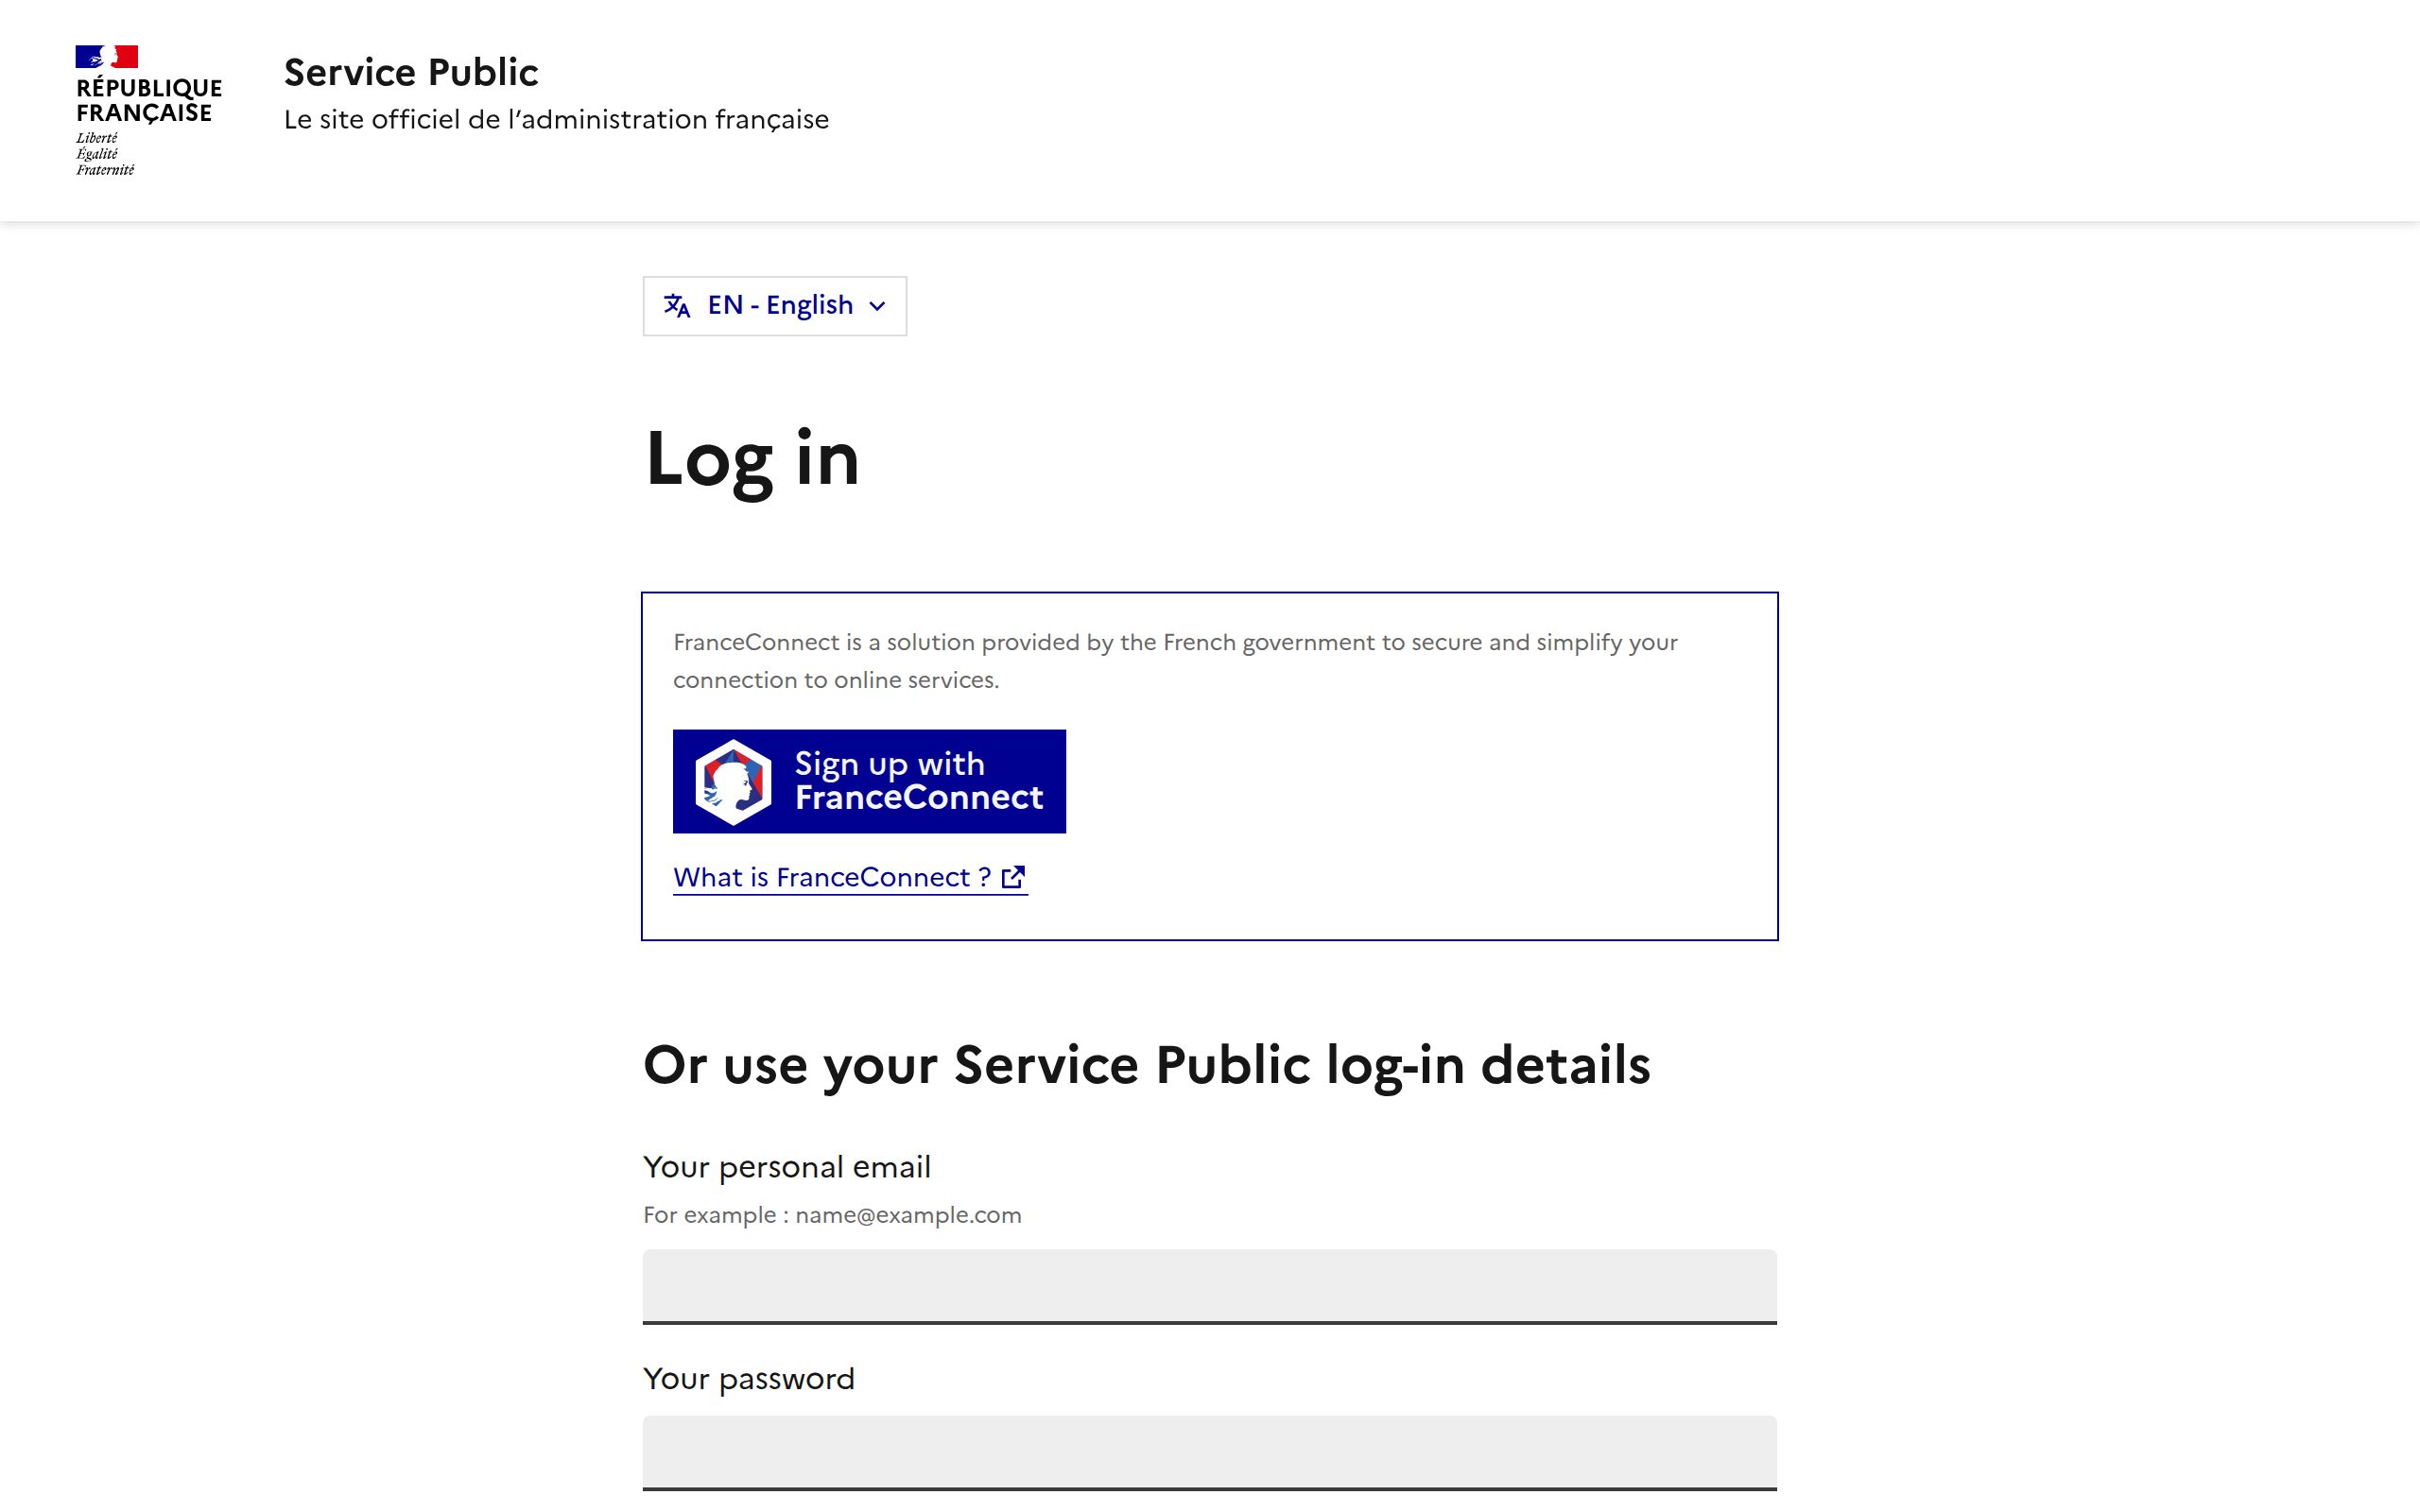 RÉPUBLIQUE
FRANÇAISE
Liberté
Égalité
Fraternité
Service Public
Le site officiel de l’administration française
EN - English
Log in
FranceConnect is a solution provided by the French government to secure and simplify your
connection to online services.
Sign up with
FranceConnect
What is FranceConnect ?
Or use your Service Public log-in details
Your personal email
For example : name@example.com
Your password